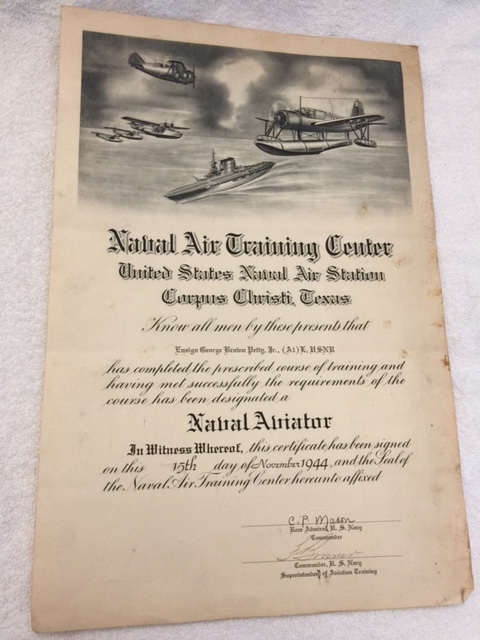 Naval Air Training Center
United States Naval Air Station
Corpus Christi, Texas
Know all men by these presents that
Ensign George Brown Petty, Jr., (A1) L, USNR
has completed the prescribed course of training and
having met successfully the requirements of the
course has been designated a
Naval Aviator
In Witness Whereof, this certificate has been signed
on this 15th day of November 1944, and the Seal of
the Naval Air Training Center hereunto affixed
C. P. Mason
Rear Admiral, U. S. Navy
Commander
Commander, U. S. Navy
Superintendent of Aviation Training